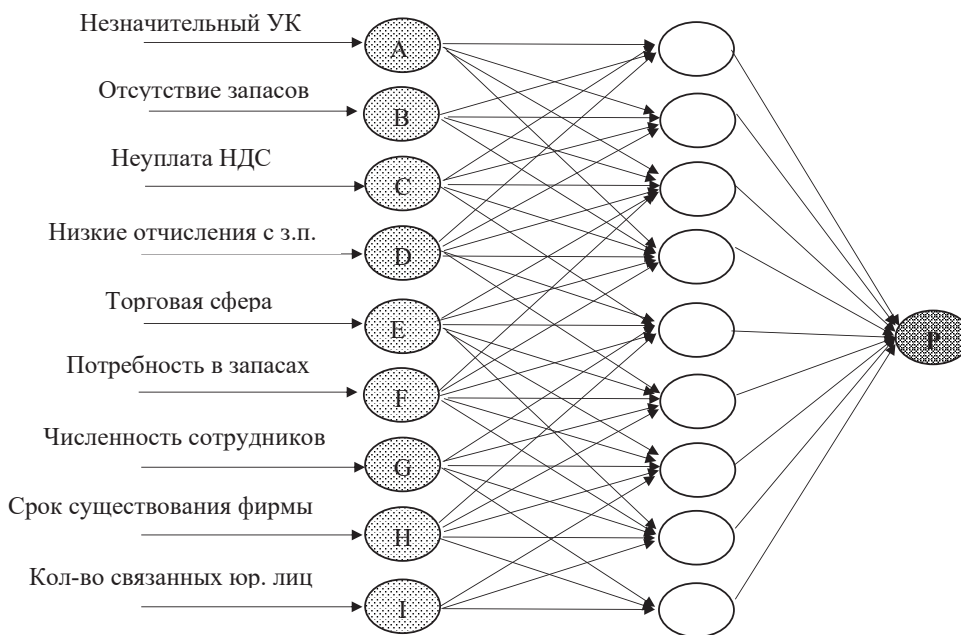 Незначительный УК
A
Отсутствие запасов
B
Неуплата НДС
C
Низкие отчисления с з.п.
D
Торговая сфера
E
P
Потребность в запасах
F
Численность сотрудников
G
Срок существования фирмы
H
Кол-во связанных юр. лиц
I